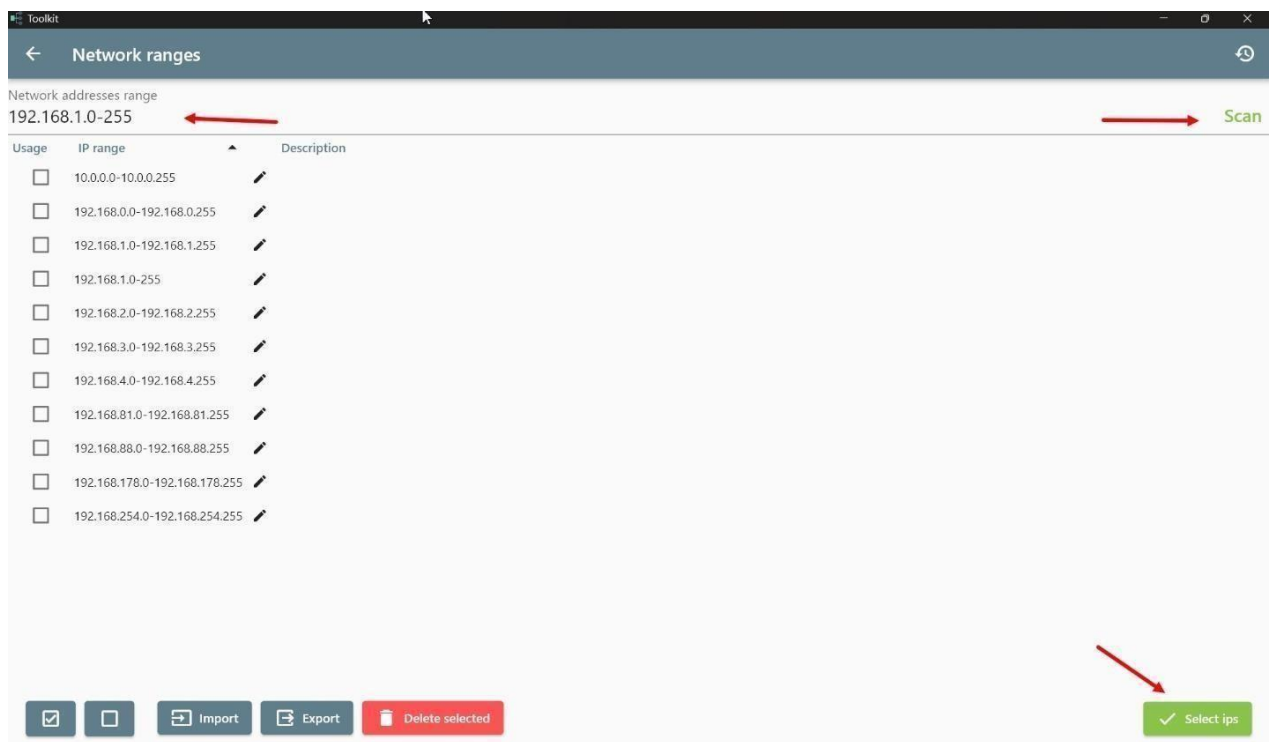 Toolkit
Network ranges
Network addresses range
192.168.1.0-255
Scan
Usage IP range Description
10.0.0.0-10.0.0.255
192.168.0.0-192.168.0.255
192.168.1.0-192.168.1.255
192.168.1.0-255
192.168.2.0-192.168.2.255
192.168.3.0-192.168.3.255
192.168.4.0-192.168.4.255
192.168.81.0-192.168.81.255
192.168.88.0-192.168.88.255
192.168.178.0-192.168.178.255
192.168.254.0-192.168.254.255
Import Export Delete selected Select ips